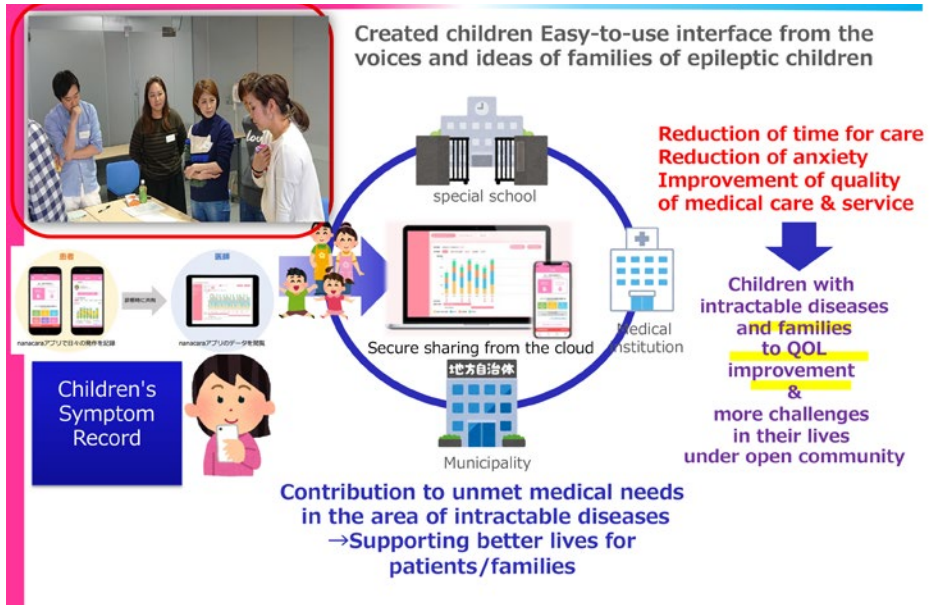 Created children Easy-to-use interface from the
voices and ideas of families of epileptic children
special school
Reduction of time for care
Reduction of anxiety
Improvement of quality
of medical care & service
患者
医師
診察時に共有
nanacaraアプリで日々の発作を記録
nanacaraアプリのデータを閲覧
Secure sharing from the cloud
Medical
Institution
Children with
intractable diseases
and families
to QOL
improvement
&
more challenges
in their lives
under open community
Children's
Symptom
Record
地方自治体
Municipality
Contribution to unmet medical needs
in the area of intractable diseases
→Supporting better lives for
patients/families